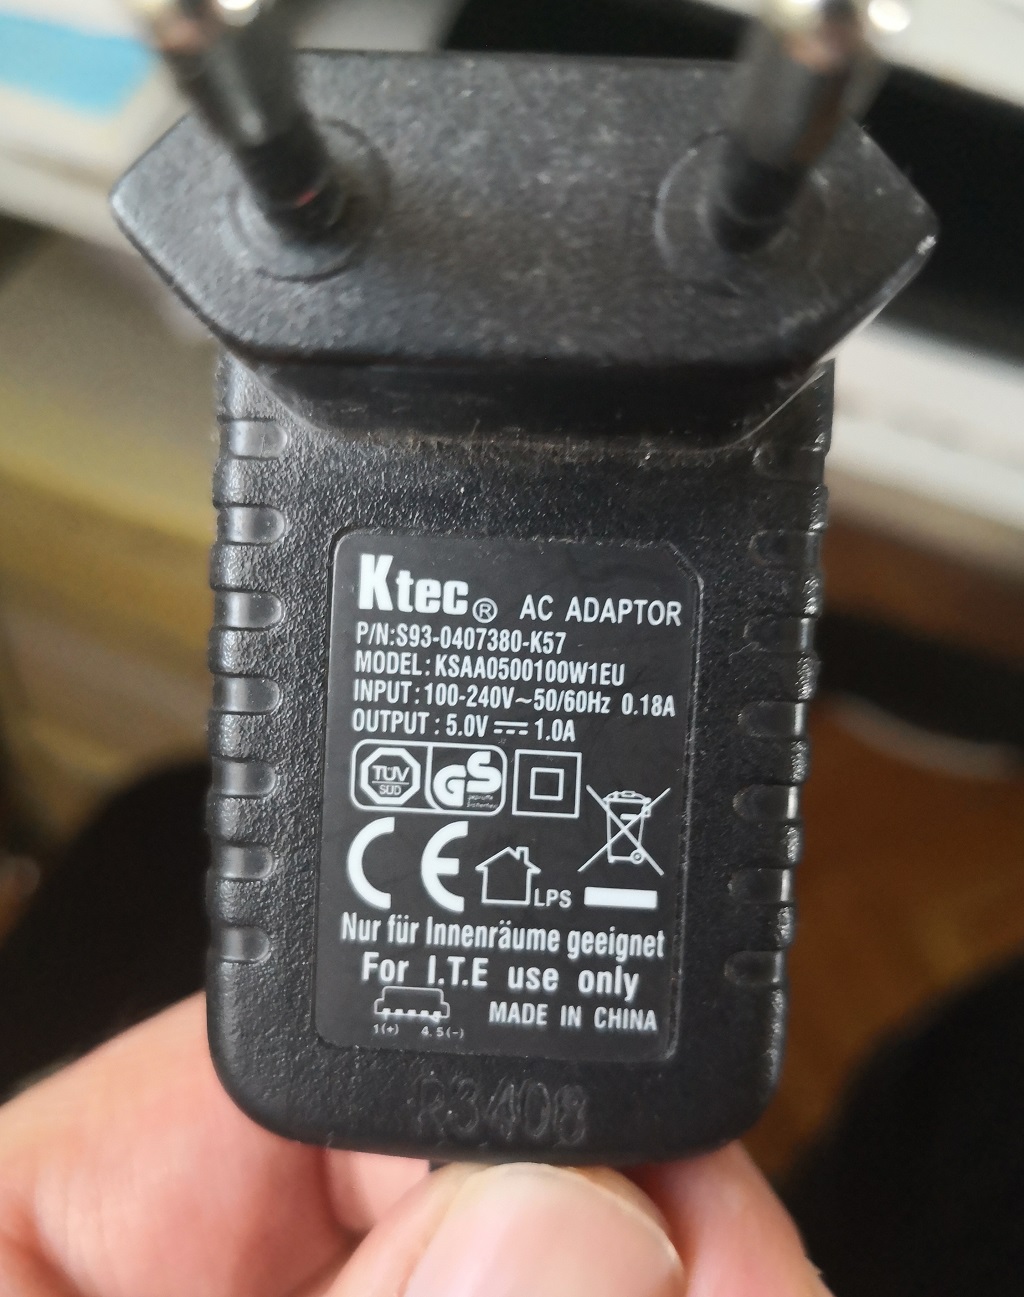 Ktec® AC ADAPTOR
P/N:S93-0407380-K57
MODEL: KSAA0500100W1EU
INPUT: 100-240V~50/60Hz 0.18A
OUTPUT: 5.0V⎓1.0A
TÜV SÜD GS
CE LPS
Nur für Innenräume geeignet
For I.T.E use only
1(+) 4.5(-) MADE IN CHINA
R3408